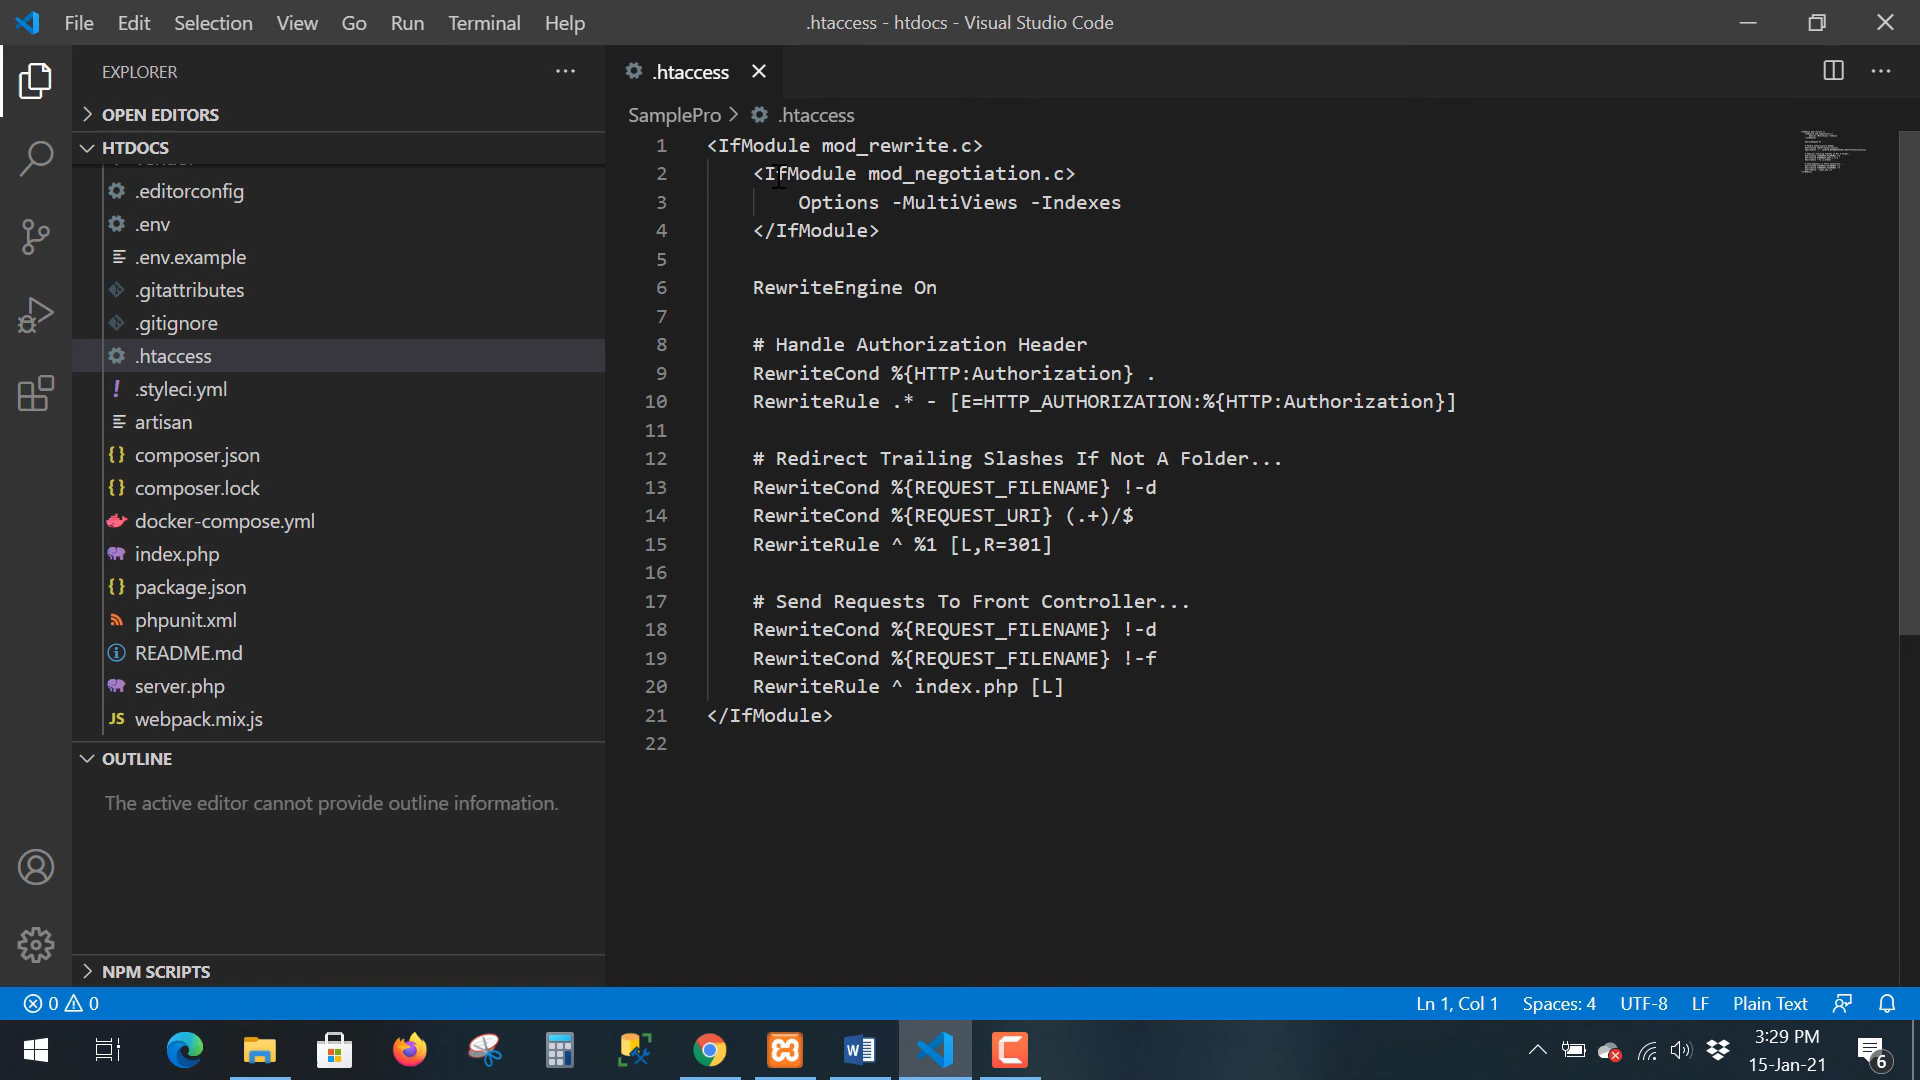 File Edit Selection View Go Run Terminal Help
.htaccess - htdocs - Visual Studio Code
EXPLORER
OPEN EDITORS
HTDOCS
.editorconfig
.env
.env.example
.gitattributes
.gitignore
.htaccess
.styleci.yml
artisan
composer.json
composer.lock
docker-compose.yml
index.php
package.json
phpunit.xml
README.md
server.php
webpack.mix.js
OUTLINE
The active editor cannot provide outline information.
NPM SCRIPTS
.htaccess
SamplePro > .htaccess
1 <IfModule mod_rewrite.c>
2 <IfModule mod_negotiation.c>
3 Options -MultiViews -Indexes
4 </IfModule>
5
6 RewriteEngine On
7
8 # Handle Authorization Header
9 RewriteCond %{HTTP:Authorization} .
10 RewriteRule .* - [E=HTTP_AUTHORIZATION:%{HTTP:Authorization}]
11
12 # Redirect Trailing Slashes If Not A Folder...
13 RewriteCond %{REQUEST_FILENAME} !-d
14 RewriteCond %{REQUEST_URI} (.+)/$
15 RewriteRule ^ %1 [L,R=301]
16
17 # Send Requests To Front Controller...
18 RewriteCond %{REQUEST_FILENAME} !-d
19 RewriteCond %{REQUEST_FILENAME} !-f
20 RewriteRule ^ index.php [L]
21 </IfModule>
22
0 0
Ln 1, Col 1 Spaces: 4 UTF-8 LF Plain Text
3:29 PM
15-Jan-21
6